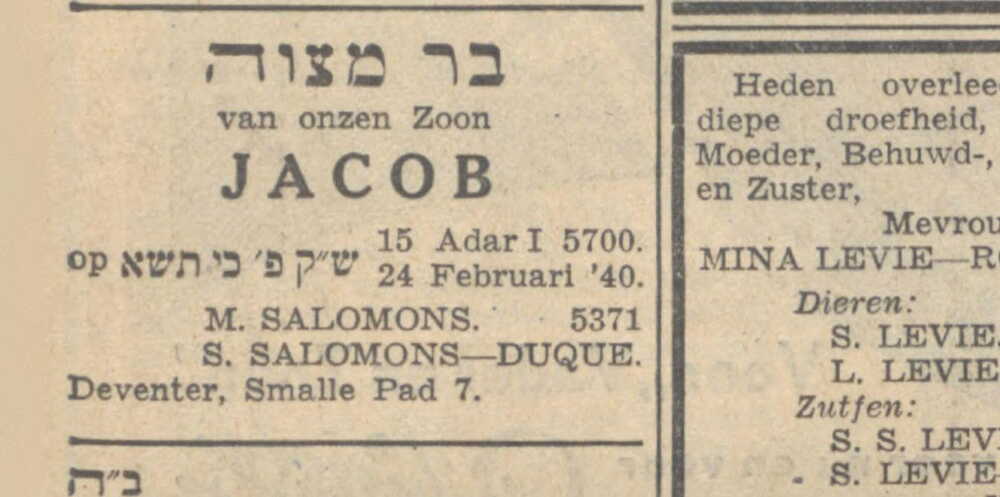 בר מצוה
van onzen Zoon
JACOB
op ש״ק פ׳ כי תשא 15 Adar I 5700.
24 Februari '40.
M. SALOMONS. 5371
S. SALOMONS—DUQUE.
Deventer, Smalle Pad 7.
ב״ה
Heden
diepe droefheid,
Moeder, Behuwd-,
en Zuster,
MINA LEVIE—
Dieren:
S. LEVIE.
L. LEVIE
Zutfen:
S. S.
S. LEVIE